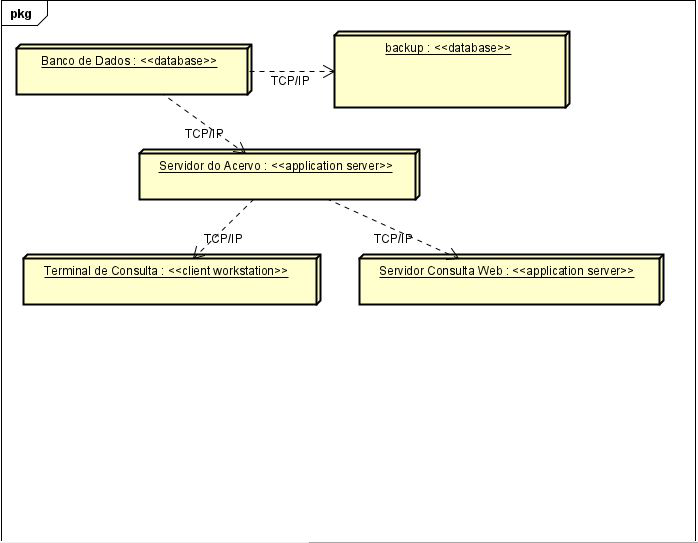 pkg
Banco de Dados : <<database>>
backup : <<database>>
TCP/IP
TCP/IP
Servidor do Acervo : <<application server>>
TCP/IP
TCP/IP
Terminal de Consulta : <<client workstation>>
Servidor Consulta Web : <<application server>>